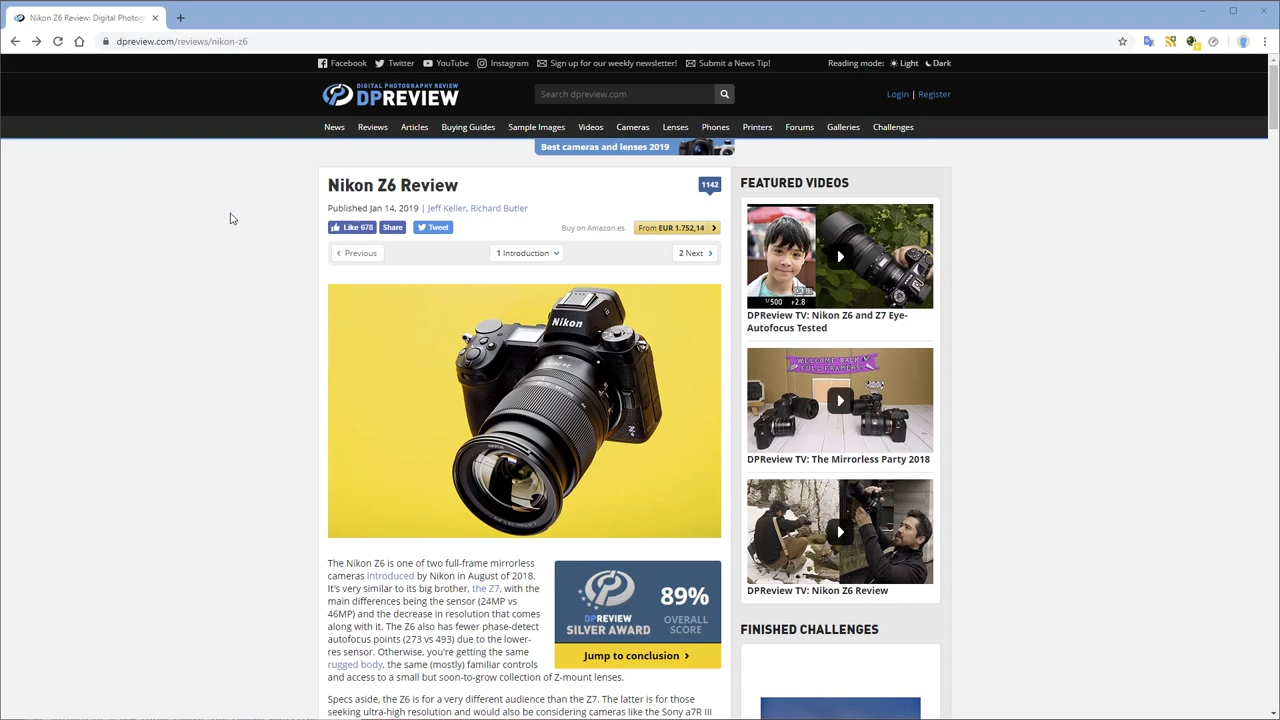 Nikon Z6 Review: Digital Photog
dpreview.com/reviews/nikon-z6
Facebook Twitter YouTube Instagram Sign up for our weekly newsletter! Submit a News Tip! Reading mode: Light Dark
DIGITAL PHOTOGRAPHY REVIEW
DPREVIEW
Search dpreview.com
Login | Register
News Reviews Articles Buying Guides Sample Images Videos Cameras Lenses Phones Printers Forums Galleries Challenges
Best cameras and lenses 2019
Nikon Z6 Review
1142
Published Jan 14, 2019 | Jeff Keller, Richard Butler
Like 678 Share Tweet
Buy on Amazon.es From EUR 1.752,14
Previous 1 Introduction 2 Next
Nikon
The Nikon Z6 is one of two full-frame mirrorless
cameras introduced by Nikon in August of 2018.
It's very similar to its big brother, the Z7, with the
main differences being the sensor (24MP vs
46MP) and the decrease in resolution that comes
along with it. The Z6 also has fewer phase-detect
autofocus points (273 vs 493) due to the lower-
res sensor. Otherwise, you're getting the same
rugged body, the same (mostly) familiar controls
and access to a small but soon-to-grow collection of Z-mount lenses.
DPREVIEW
SILVER AWARD
89%
OVERALL
SCORE
Jump to conclusion
Specs aside, the Z6 is for a very different audience than the Z7. The latter is for those
seeking ultra-high resolution and would also be considering cameras like the Sony a7R III
FEATURED VIDEOS
1/500 f2.8
DPReview TV: Nikon Z6 and Z7 Eye-
Autofocus Tested
WELCOME BACK
FULL FRAMERS
DPReview TV: The Mirrorless Party 2018
DPReview TV: Nikon Z6 Review
FINISHED CHALLENGES